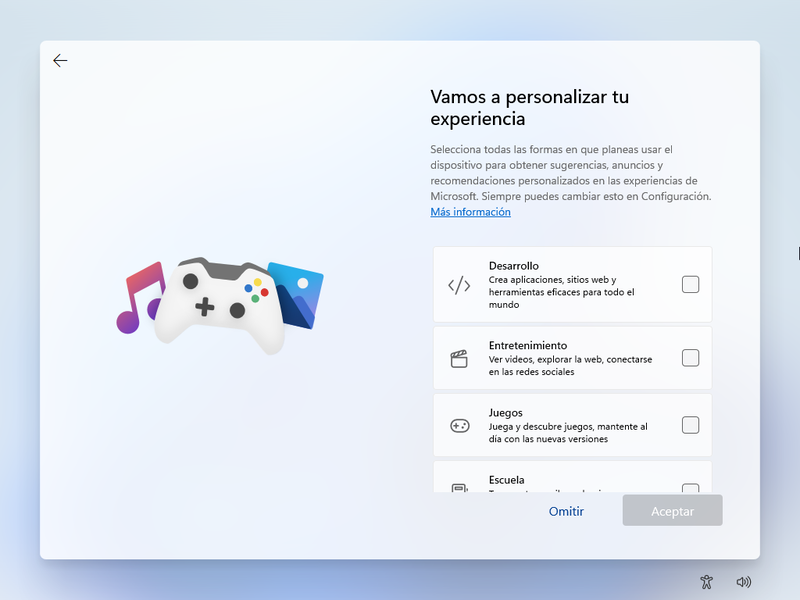 Vamos a personalizar tu
experiencia
Selecciona todas las formas en que planeas usar el
dispositivo para obtener sugerencias, anuncios y
recomendaciones personalizados en las experiencias de
Microsoft. Siempre puedes cambiar esto en Configuración.
Más información
Desarrollo
Crea aplicaciones, sitios web y
herramientas eficaces para todo el
mundo
Entretenimiento
Ver videos, explorar la web, conectarse
en las redes sociales
Juegos
Juega y descubre juegos, mantente al
día con las nuevas versiones
Escuela
Omitir
Aceptar